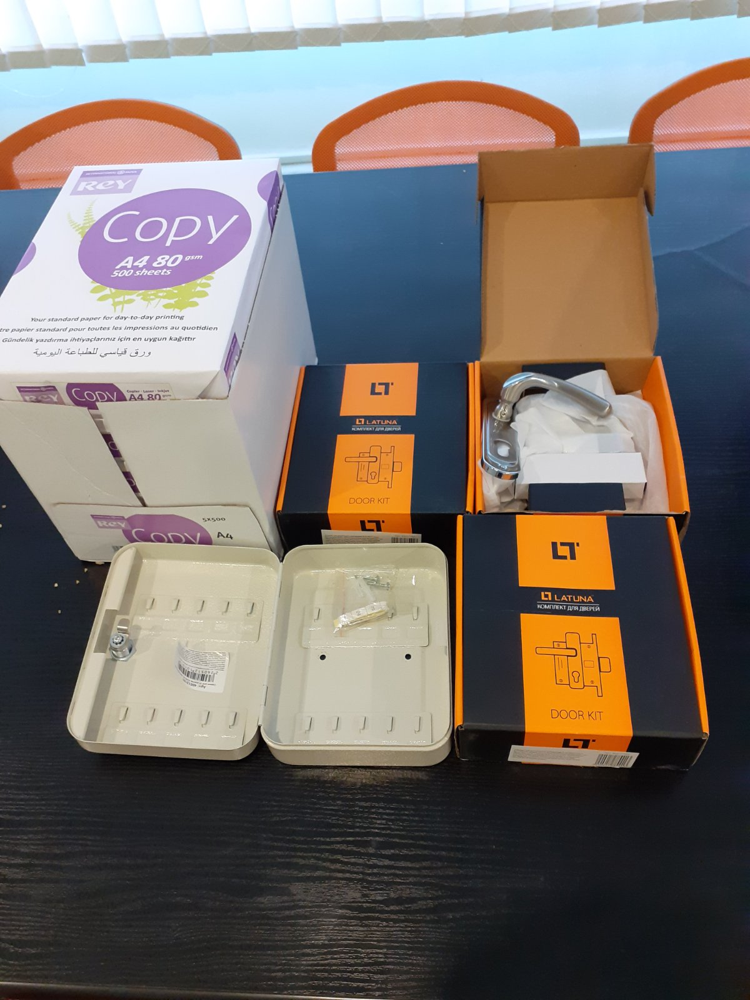 INTERNATIONAL PAPER
REY
Copy
A4 80 gsm
500 sheets
Your standard paper for day-to-day printing
tre papier standard pour toutes les impressions au quotidien
Gündelik yazdırma ihtiyaçlarınız için en uygun kağıttır
ورق قياسي للطباعة اليومية
REY
Copy
Copier - Laser - Inkjet
A4 80 gsm
REY
Copy
5x500
A4
LT
LATUNA
КОМПЛЕКТ ДЛЯ ДВЕРЕЙ
DOOR KIT
LT
LT
LATUNA
КОМПЛЕКТ ДЛЯ ДВЕРЕЙ
DOOR KIT
LT